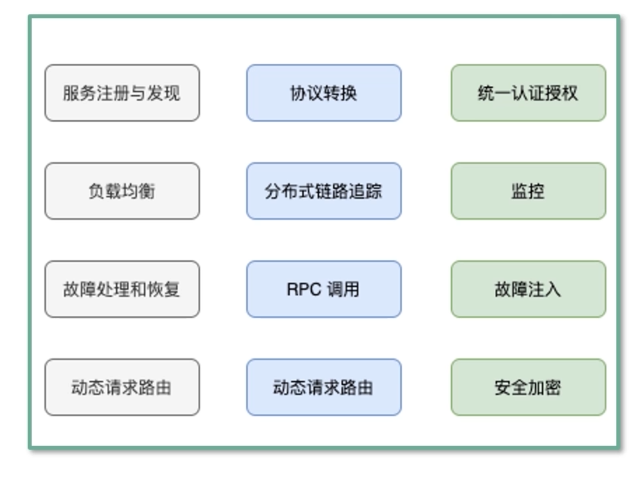 服务注册与发现
协议转换
统一认证授权
负载均衡
分布式链路追踪
监控
故障处理和恢复
RPC 调用
故障注入
动态请求路由
动态请求路由
安全加密